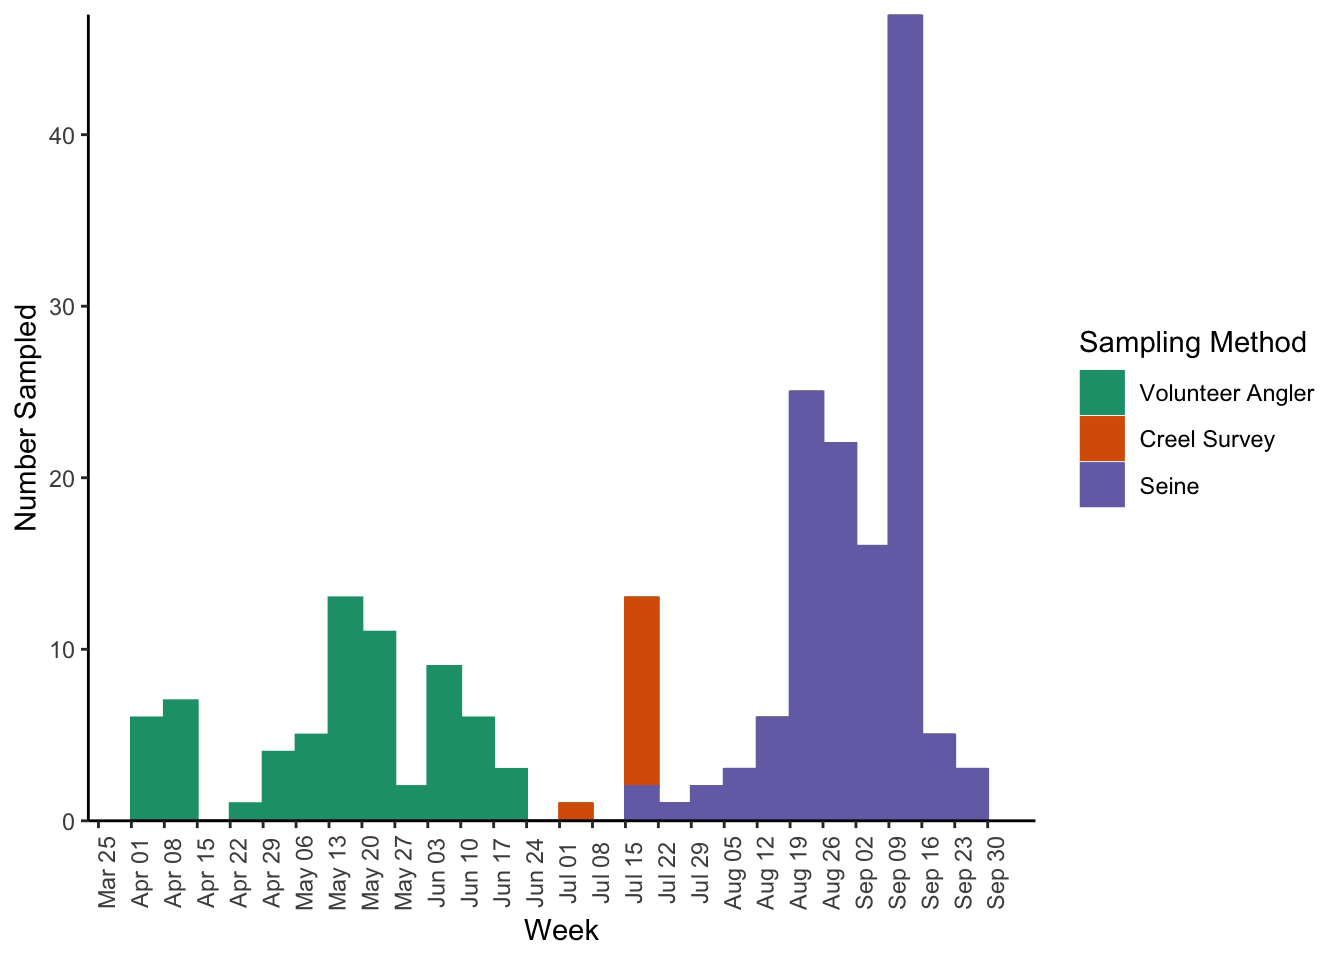 Number Sampled
40
30
20
10
0
Mar 25
Apr 01
Apr 08
Apr 15
Apr 22
Apr 29
May 06
May 13
May 20
May 27
Jun 03
Jun 10
Jun 17
Jun 24
Jul 01
Jul 08
Jul 15
Jul 22
Jul 29
Aug 05
Aug 12
Aug 19
Aug 26
Sep 02
Sep 09
Sep 16
Sep 23
Sep 30
Week
Sampling Method
Volunteer Angler
Creel Survey
Seine